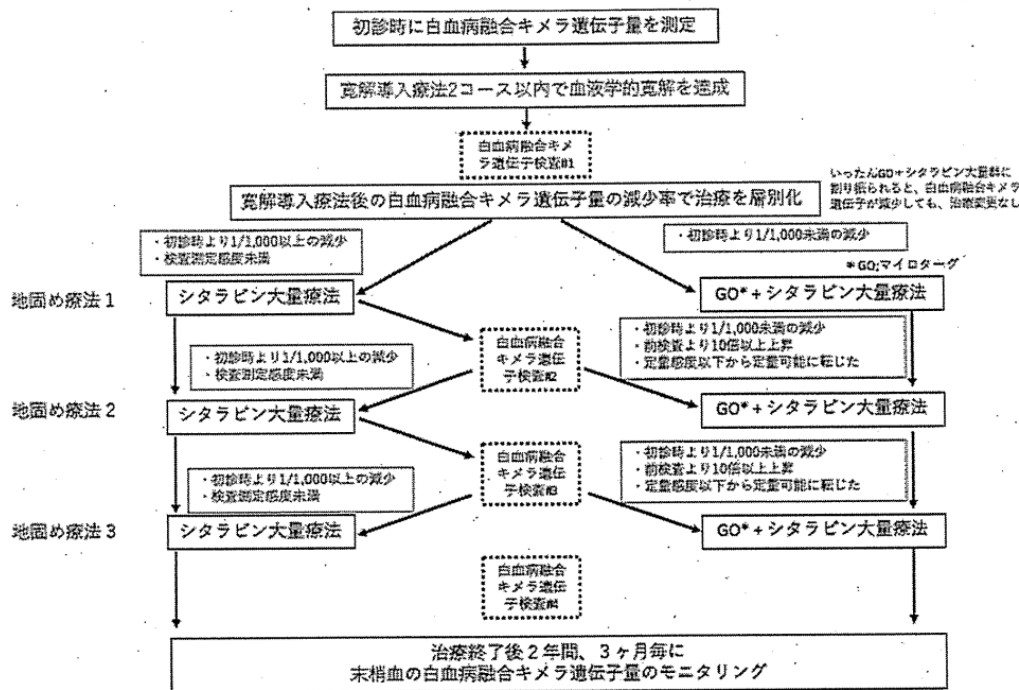 初診時に白血病融合キメラ遺伝子量を測定
寛解導入療法2コース以内で血液学的寛解を達成
白血病融合キメ
ラ遺伝子検査#1
いったんGO+シタラビン大量群に
割り振られると、白血病融合キメラ
遺伝子が減少しても、治療変更なし
寛解導入療法後の白血病融合キメラ遺伝子量の減少率で治療を層別化
・初診時より1/1,000以上の減少
・検査測定感度未満
・初診時より1/1,000未満の減少
*GO;マイロターグ
地固め療法1
シタラビン大量療法
GO*+シタラビン大量療法
・初診時より1/1,000以上の減少
・検査測定感度未満
白血病融合
キメラ遺伝
子検査#2
・初診時より1/1,000未満の減少
・前検査より10倍以上上昇
・定量感度以下から定量可能に転じた
地固め療法2
シタラビン大量療法
GO*+シタラビン大量療法
・初診時より1/1,000以上の減少
・検査測定感度未満
白血病融合
キメラ遺伝
子検査#3
・初診時より1/1,000未満の減少
・前検査より10倍以上上昇
・定量感度以下から定量可能に転じた
地固め療法3
シタラビン大量療法
GO*+シタラビン大量療法
白血病融合
キメラ遺伝
子検査#4
治療終了後2年間、3ヶ月毎に
末梢血の白血病融合キメラ遺伝子量のモニタリング